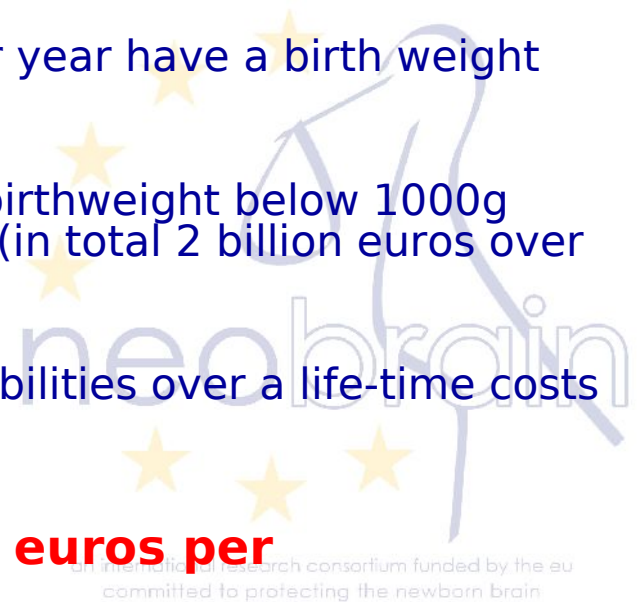 r year have a birth weight
birthweight below 1000g
(in total 2 billion euros over
neobrain
bilities over a life-time costs
euros per
an international research consortium funded by the eu
committed to protecting the newborn brain